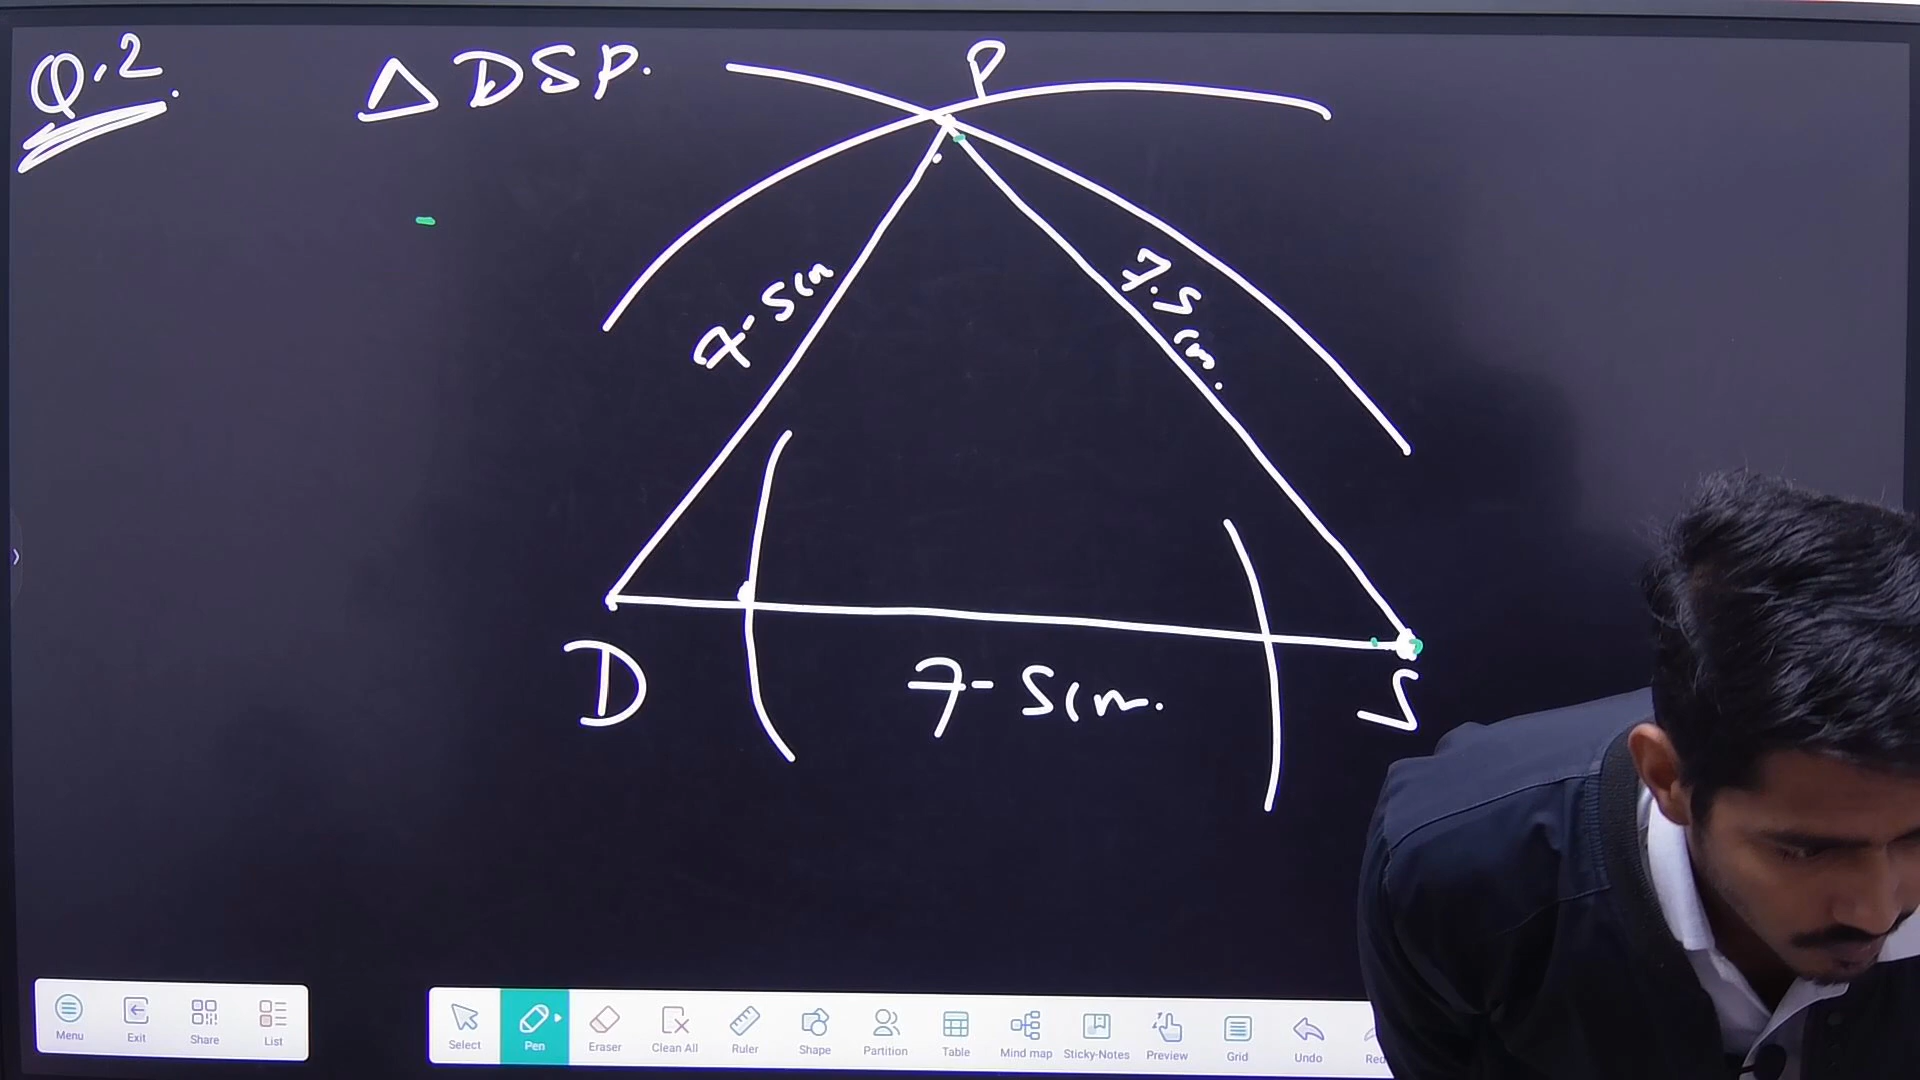 Q.2.
△DSP.
P
7.5cm
7.5cm.
D
7.5cm.
S
Menu
Exit
Share
List
Select
Pen
Eraser
Clean All
Ruler
Shape
Partition
Table
Mind map
Sticky-Notes
Preview
Grid
Undo